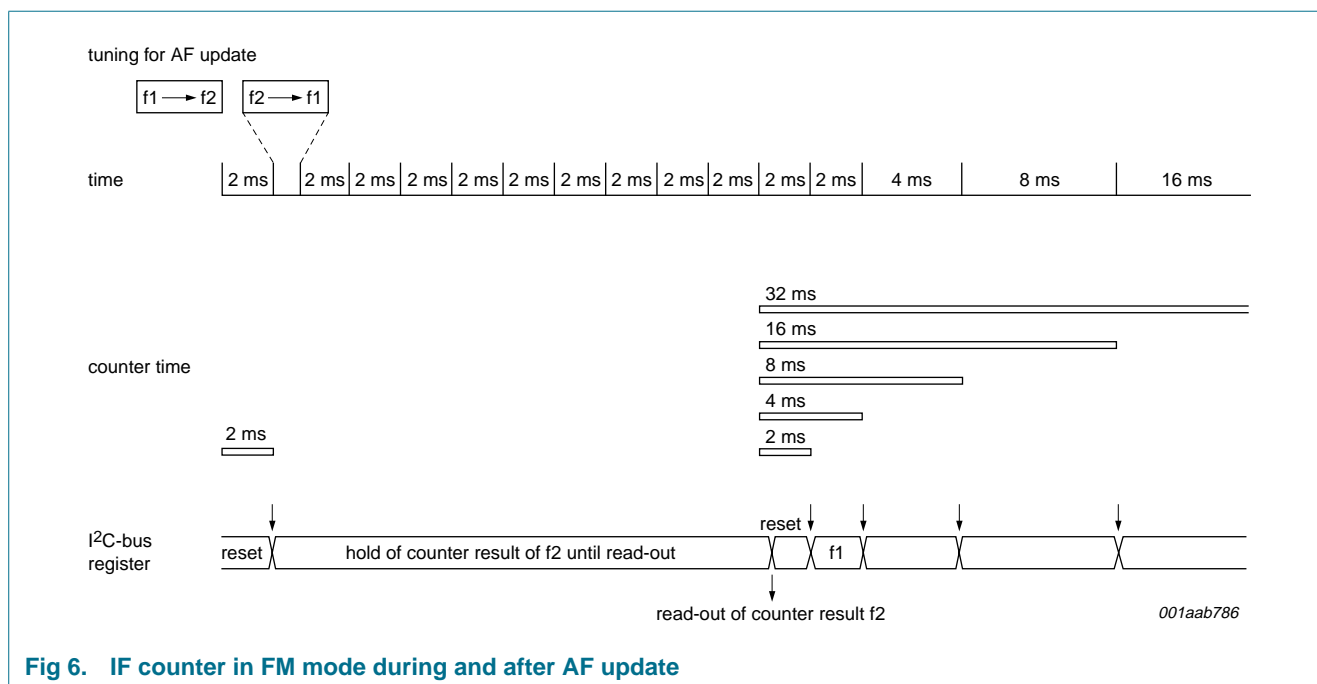 tuning for AF update
f1 → f2 f2 → f1
time 2 ms 2 ms 2 ms 2 ms 2 ms 2 ms 2 ms 2 ms 2 ms 2 ms 2 ms 2 ms 4 ms 8 ms 16 ms
32 ms
16 ms
counter time
8 ms
4 ms
2 ms 2 ms
reset
I²C-bus
register
reset hold of counter result of f2 until read-out f1
read-out of counter result f2
001aab786
Fig 6. IF counter in FM mode during and after AF update